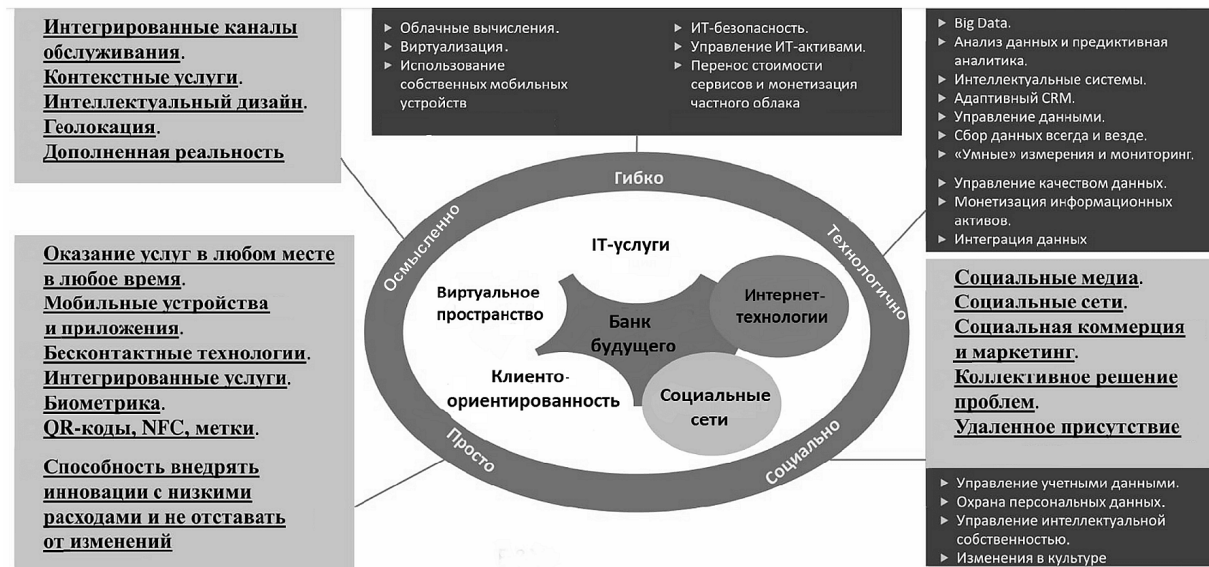 Интегрированные каналы
обслуживания.
Контекстные услуги.
Интеллектуальный дизайн.
Геолокация.
Дополненная реальность
Облачные вычисления.
Виртуализация.
Использование
собственных мобильных
устройств
ИТ-безопасность.
Управление ИТ-активами.
Перенос стоимости
сервисов и монетизация
частного облака
Big Data.
Анализ данных и предиктивная
аналитика.
Интеллектуальные системы.
Адаптивный CRM.
Управление данными.
Сбор данных всегда и везде.
«Умные» измерения и мониторинг.
Управление качеством данных.
Монетизация информационных
активов.
Интеграция данных
Гибко
Осмысленно
Технологично
Просто
Социально
IT-услуги
Виртуальное
пространство
Интернет-
технологии
Банк
будущего
Клиенто-
ориентированность
Социальные
сети
Оказание услуг в любом месте
в любое время.
Мобильные устройства
и приложения.
Бесконтактные технологии.
Интегрированные услуги.
Биометрика.
QR-коды, NFC, метки.
Способность внедрять
инновации с низкими
расходами и не отставать
от изменений
Социальные медиа.
Социальные сети.
Социальная коммерция
и маркетинг.
Коллективное решение
проблем.
Удаленное присутствие
Управление учетными данными.
Охрана персональных данных.
Управление интеллектуальной
собственностью.
Изменения в культуре